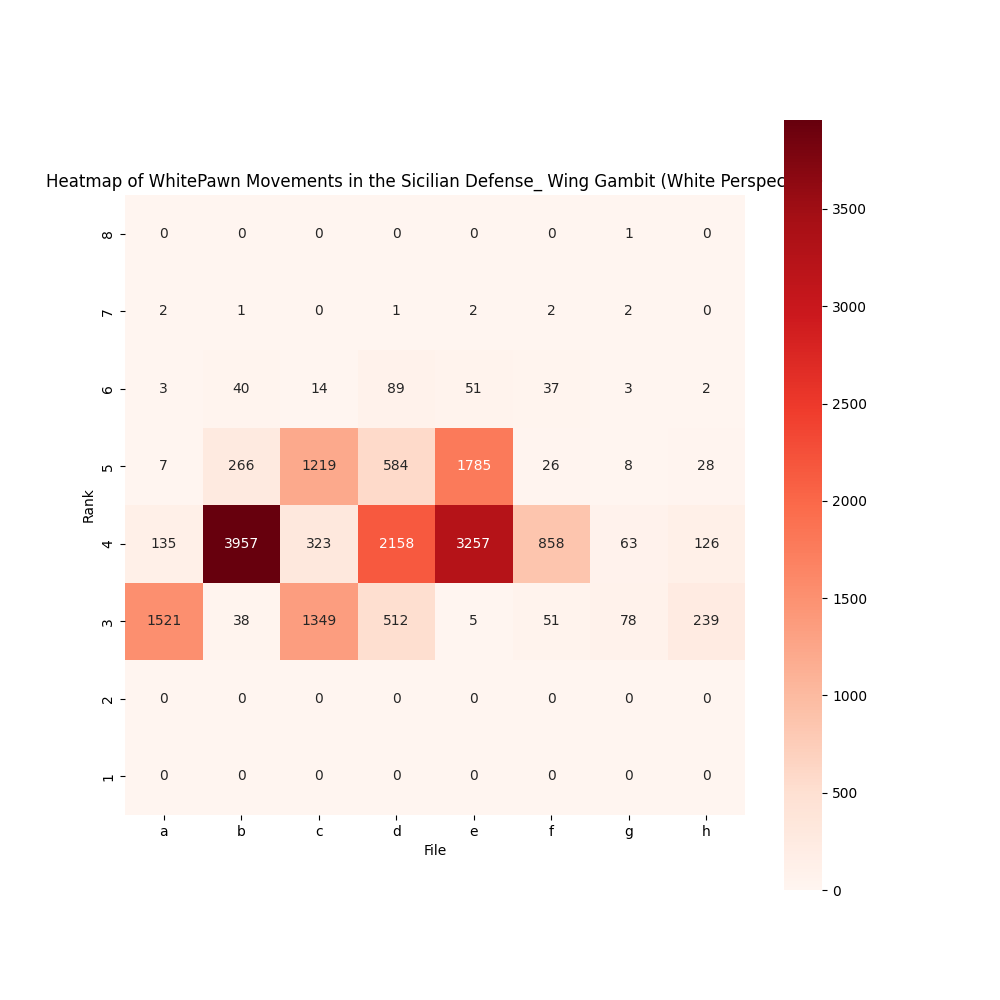 Heatmap of WhitePawn Movements in the Sicilian Defense_ Wing Gambit (White Perspec
8 0 0 0 0 0 0 1 0
7 2 1 0 1 2 2 2 0
6 3 40 14 89 51 37 3 2
5 7 266 1219 584 1785 26 8 28
4 135 3957 323 2158 3257 858 63 126
3 1521 38 1349 512 5 51 78 239
2 0 0 0 0 0 0 0 0
1 0 0 0 0 0 0 0 0
a b c d e f g h
File
Rank
3500
3000
2500
2000
1500
1000
500
0